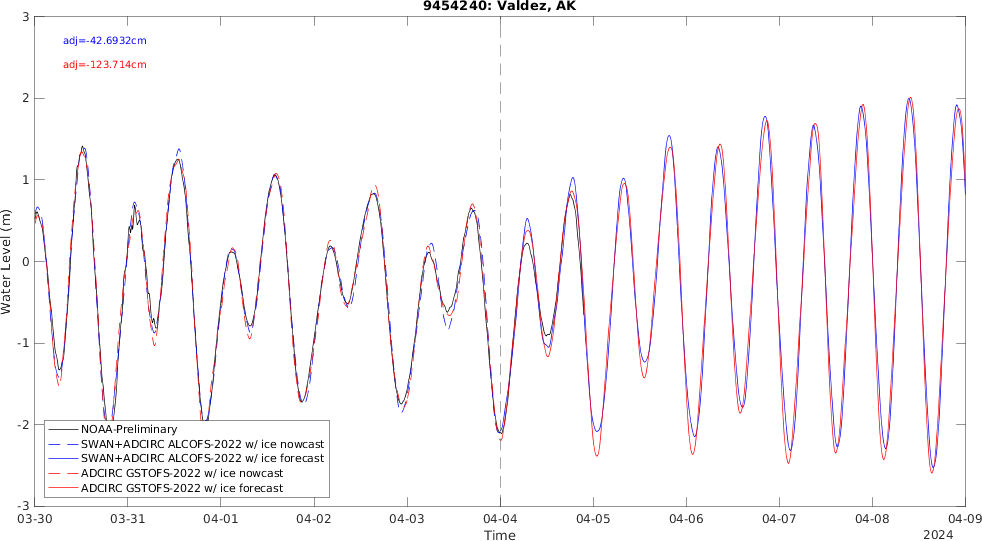 9454240: Valdez, AK
adj=-42.6932cm
adj=-123.714cm
3
2
1
0
-1
-2
-3
Water Level (m)
NOAA-Preliminary
SWAN+ADCIRC ALCOFS-2022 w/ ice nowcast
SWAN+ADCIRC ALCOFS-2022 w/ ice forecast
ADCIRC GSTOFS-2022 w/ ice nowcast
ADCIRC GSTOFS-2022 w/ ice forecast
03-30 03-31 04-01 04-02 04-03 04-04 04-05 04-06 04-07 04-08 04-09
Time
2024